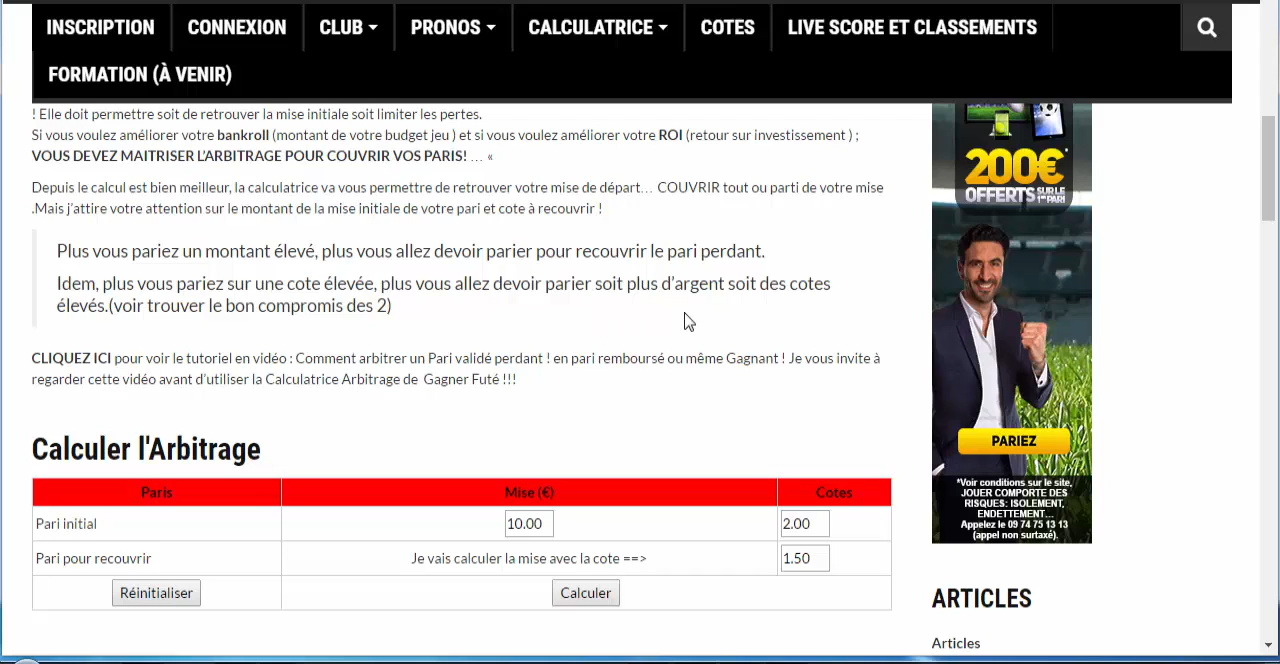 INSCRIPTION CONNEXION CLUB PRONOS CALCULATRICE COTES LIVE SCORE ET CLASSEMENTS
FORMATION (À VENIR)
! Elle doit permettre soit de retrouver la mise initiale soit limiter les pertes.
Si vous voulez améliorer votre bankroll (montant de votre budget jeu ) et si vous voulez améliorer votre ROI (retour sur investissement ) ;
VOUS DEVEZ MAITRISER L'ARBITRAGE POUR COUVRIR VOS PARIS! … «
Depuis le calcul est bien meilleur, la calculatrice va vous permettre de retrouver votre mise de départ… COUVRIR tout ou parti de votre mise
.Mais j'attire votre attention sur le montant de la mise initiale de votre pari et cote à recouvrir !
Plus vous pariez un montant élevé, plus vous allez devoir parier pour recouvrir le pari perdant.
Idem, plus vous pariez sur une cote élevée, plus vous allez devoir parier soit plus d'argent soit des cotes
élevés.(voir trouver le bon compromis des 2)
CLIQUEZ ICI pour voir le tutoriel en vidéo : Comment arbitrer un Pari validé perdant ! en pari remboursé ou même Gagnant ! Je vous invite à
regarder cette vidéo avant d'utiliser la Calculatrice Arbitrage de Gagner Futé !!!
Calculer l'Arbitrage
Paris Mise (€) Cotes
Pari initial 10.00 2.00
Pari pour recouvrir Je vais calculer la mise avec la cote ==> 1.50
Réinitialiser Calculer
200€*
OFFERTS SUR LE
1ER PARI
PARIEZ
*Voir conditions sur le site,
JOUER COMPORTE DES
RISQUES: ISOLEMENT,
ENDETTEMENT...
Appelez le 09 74 75 13 13
(appel non surtaxé).
ARTICLES
Articles